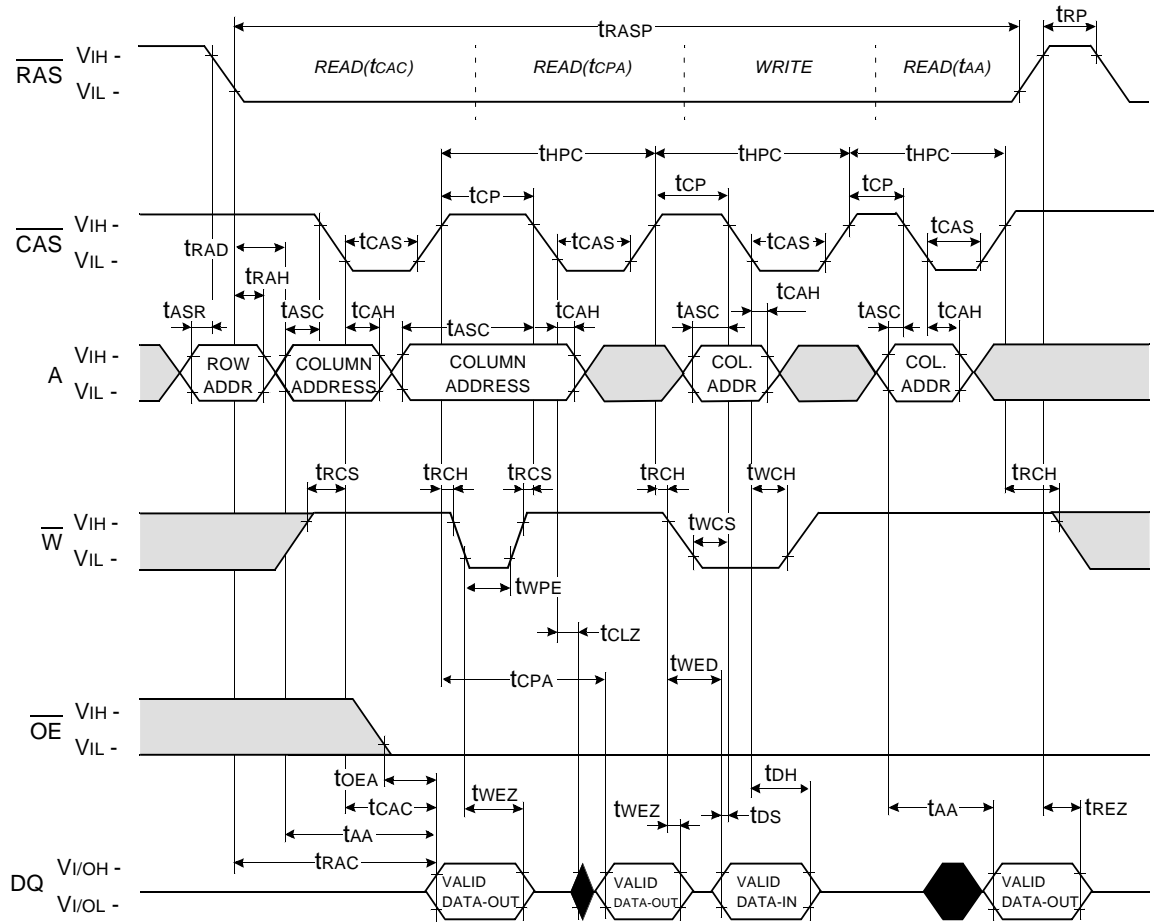 tRASP
tRP
RAS
VIH -
VIL -
READ(tCAC)
READ(tCPA)
WRITE
READ(tAA)
tHPC
tHPC
tHPC
tCP
tCP
tCP
CAS
VIH -
VIL -
tCAS
tCAS
tCAS
tCAS
tRAD
tRAH
tASR
tASC
tCAH
tASC
tCAH
tASC
tCAH
tASC
tCAH
A
VIH -
VIL -
ROW
ADDR
COLUMN
ADDRESS
COLUMN
ADDRESS
COL.
ADDR
COL.
ADDR
tRCS
tRCH
tRCS
tRCH
tWCH
tRCH
W
VIH -
VIL -
tWCS
tWPE
tCLZ
tWED
tCPA
OE
VIH -
VIL -
tOEA
tCAC
tAA
tRAC
tWEZ
tWEZ
tDH
tDS
tAA
tREZ
DQ
VI/OH -
VI/OL -
VALID
DATA-OUT
VALID
DATA-OUT
VALID
DATA-IN
VALID
DATA-OUT